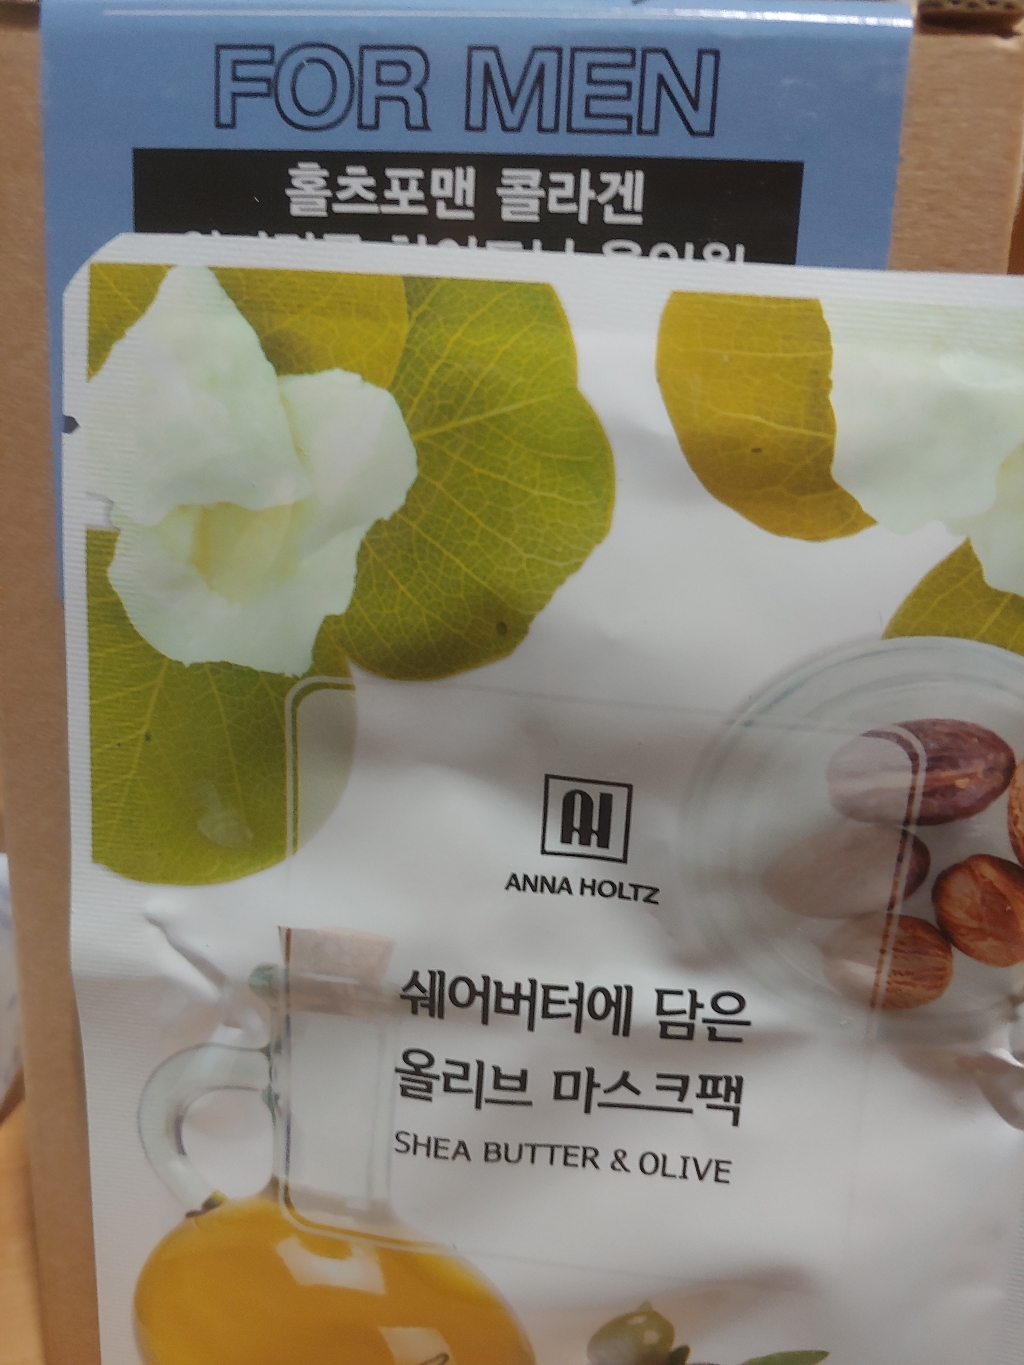 FOR MEN
홀츠포맨 콜라겐
ANNA HOLTZ
쉐어버터에 담은
올리브 마스크팩
SHEA BUTTER & OLIVE